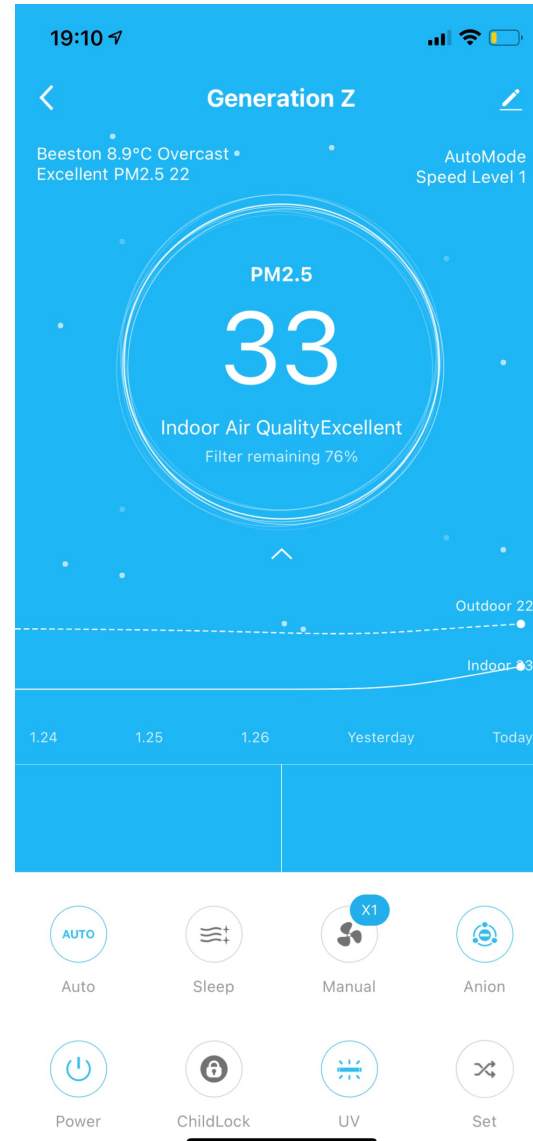 19:10
Generation Z
Beeston 8.9°C Overcast
Excellent PM2.5 22
AutoMode
Speed Level 1
PM2.5
33
Indoor Air QualityExcellent
Filter remaining 76%
Outdoor 22
Indoor 33
1.24 1.25 1.26 Yesterday Today
X1
AUTO
Auto Sleep Manual Anion
Power ChildLock UV Set